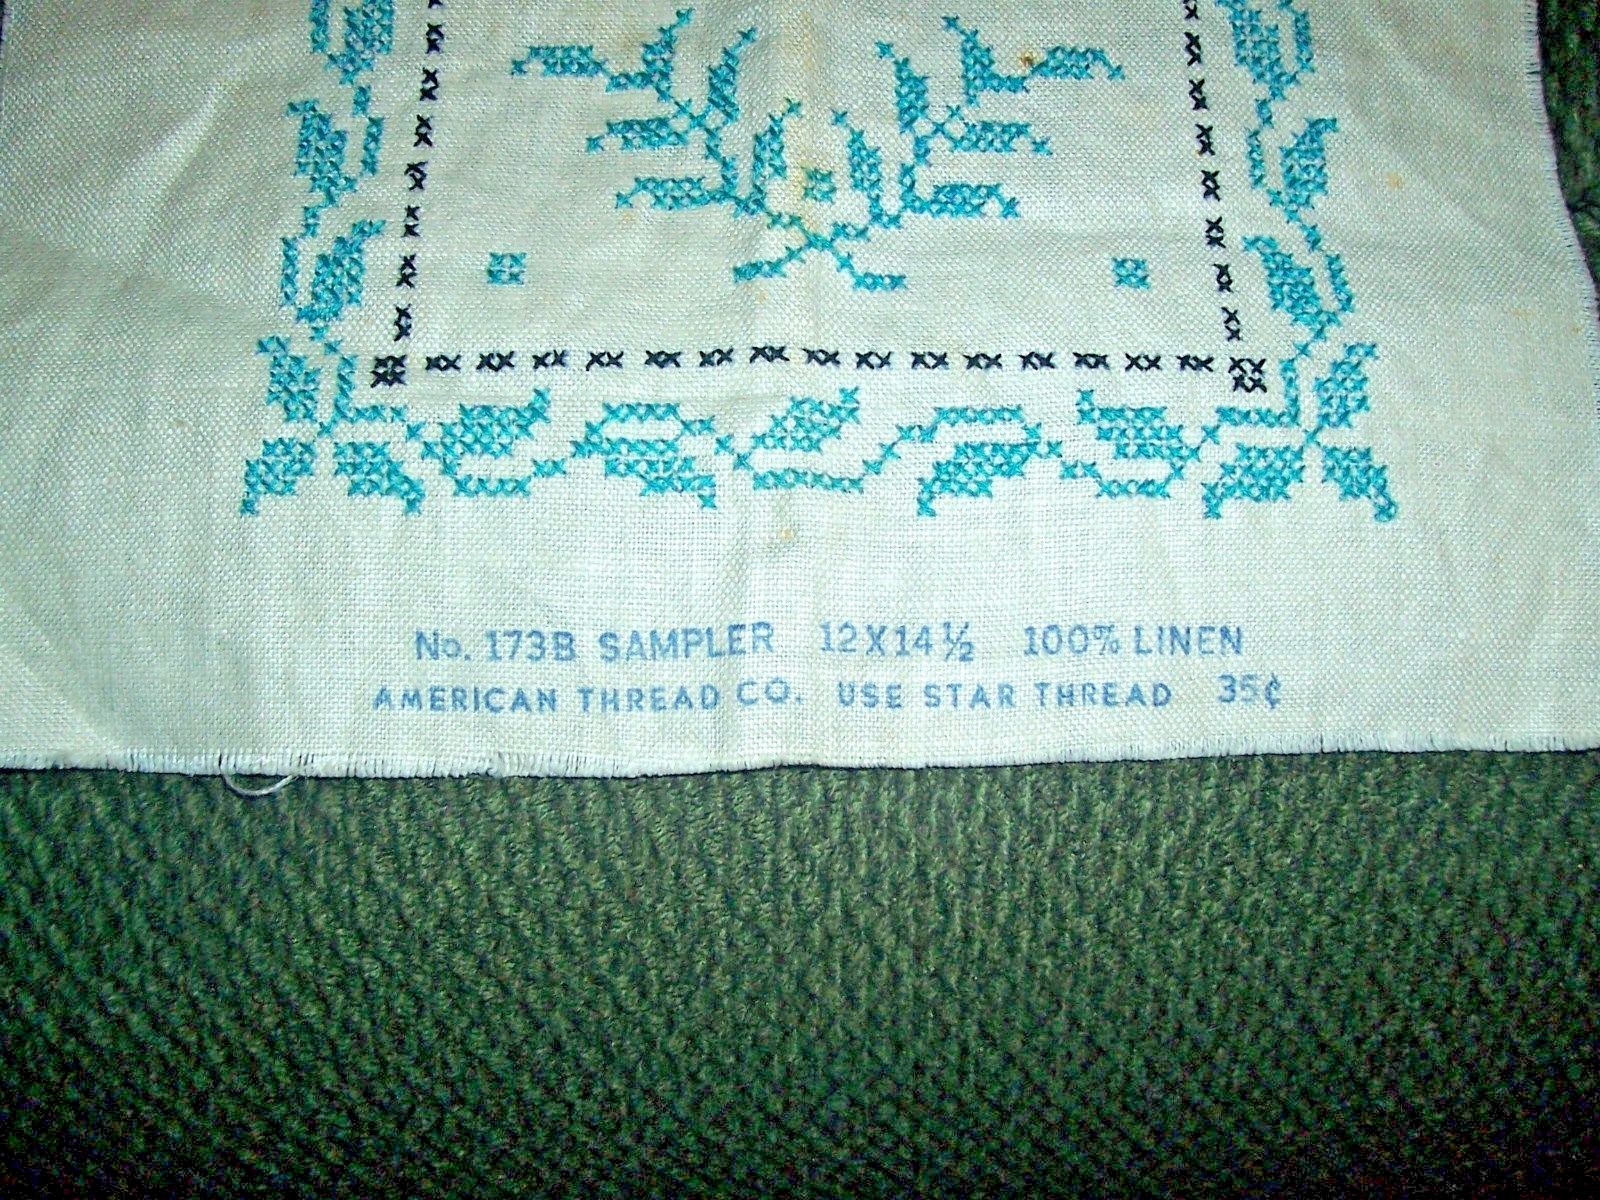 No. 173B SAMPLER 12X14½ 100% LINEN
AMERICAN THREAD CO. USE STAR THREAD 35¢